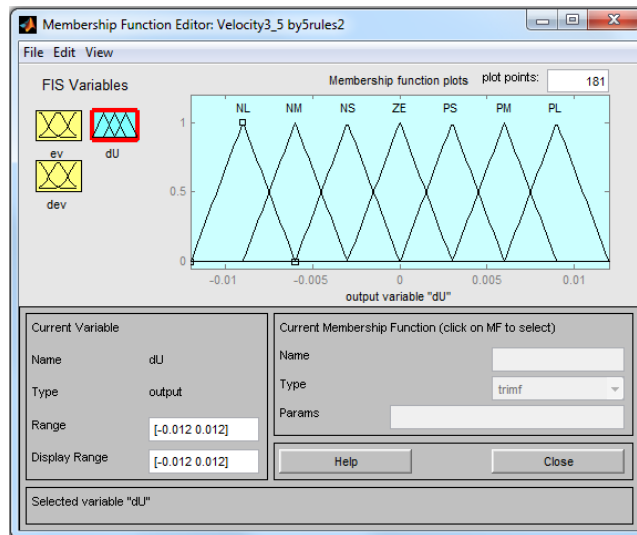 Membership Function Editor: Velocity3_5 by5rules2
File Edit View
FIS Variables
Membership function plots plot points: 181
ev dU
dev
NL NM NS ZE PS PM PL
1
0.5
0
-0.01 -0.005 0 0.005 0.01
output variable "dU"
Current Variable
Name dU
Type output
Range [-0.012 0.012]
Display Range [-0.012 0.012]
Current Membership Function (click on MF to select)
Name
Type trimf
Params
Help Close
Selected variable "dU"